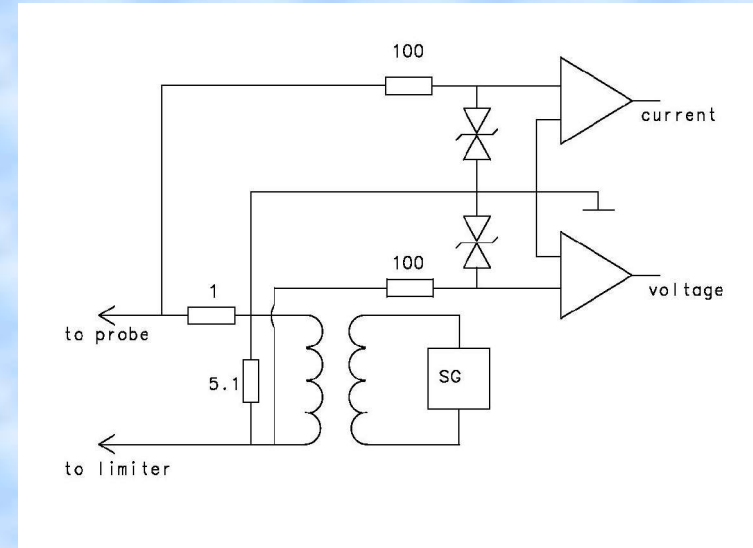 100
current
100
voltage
1
to probe
SG
5.1
to limiter